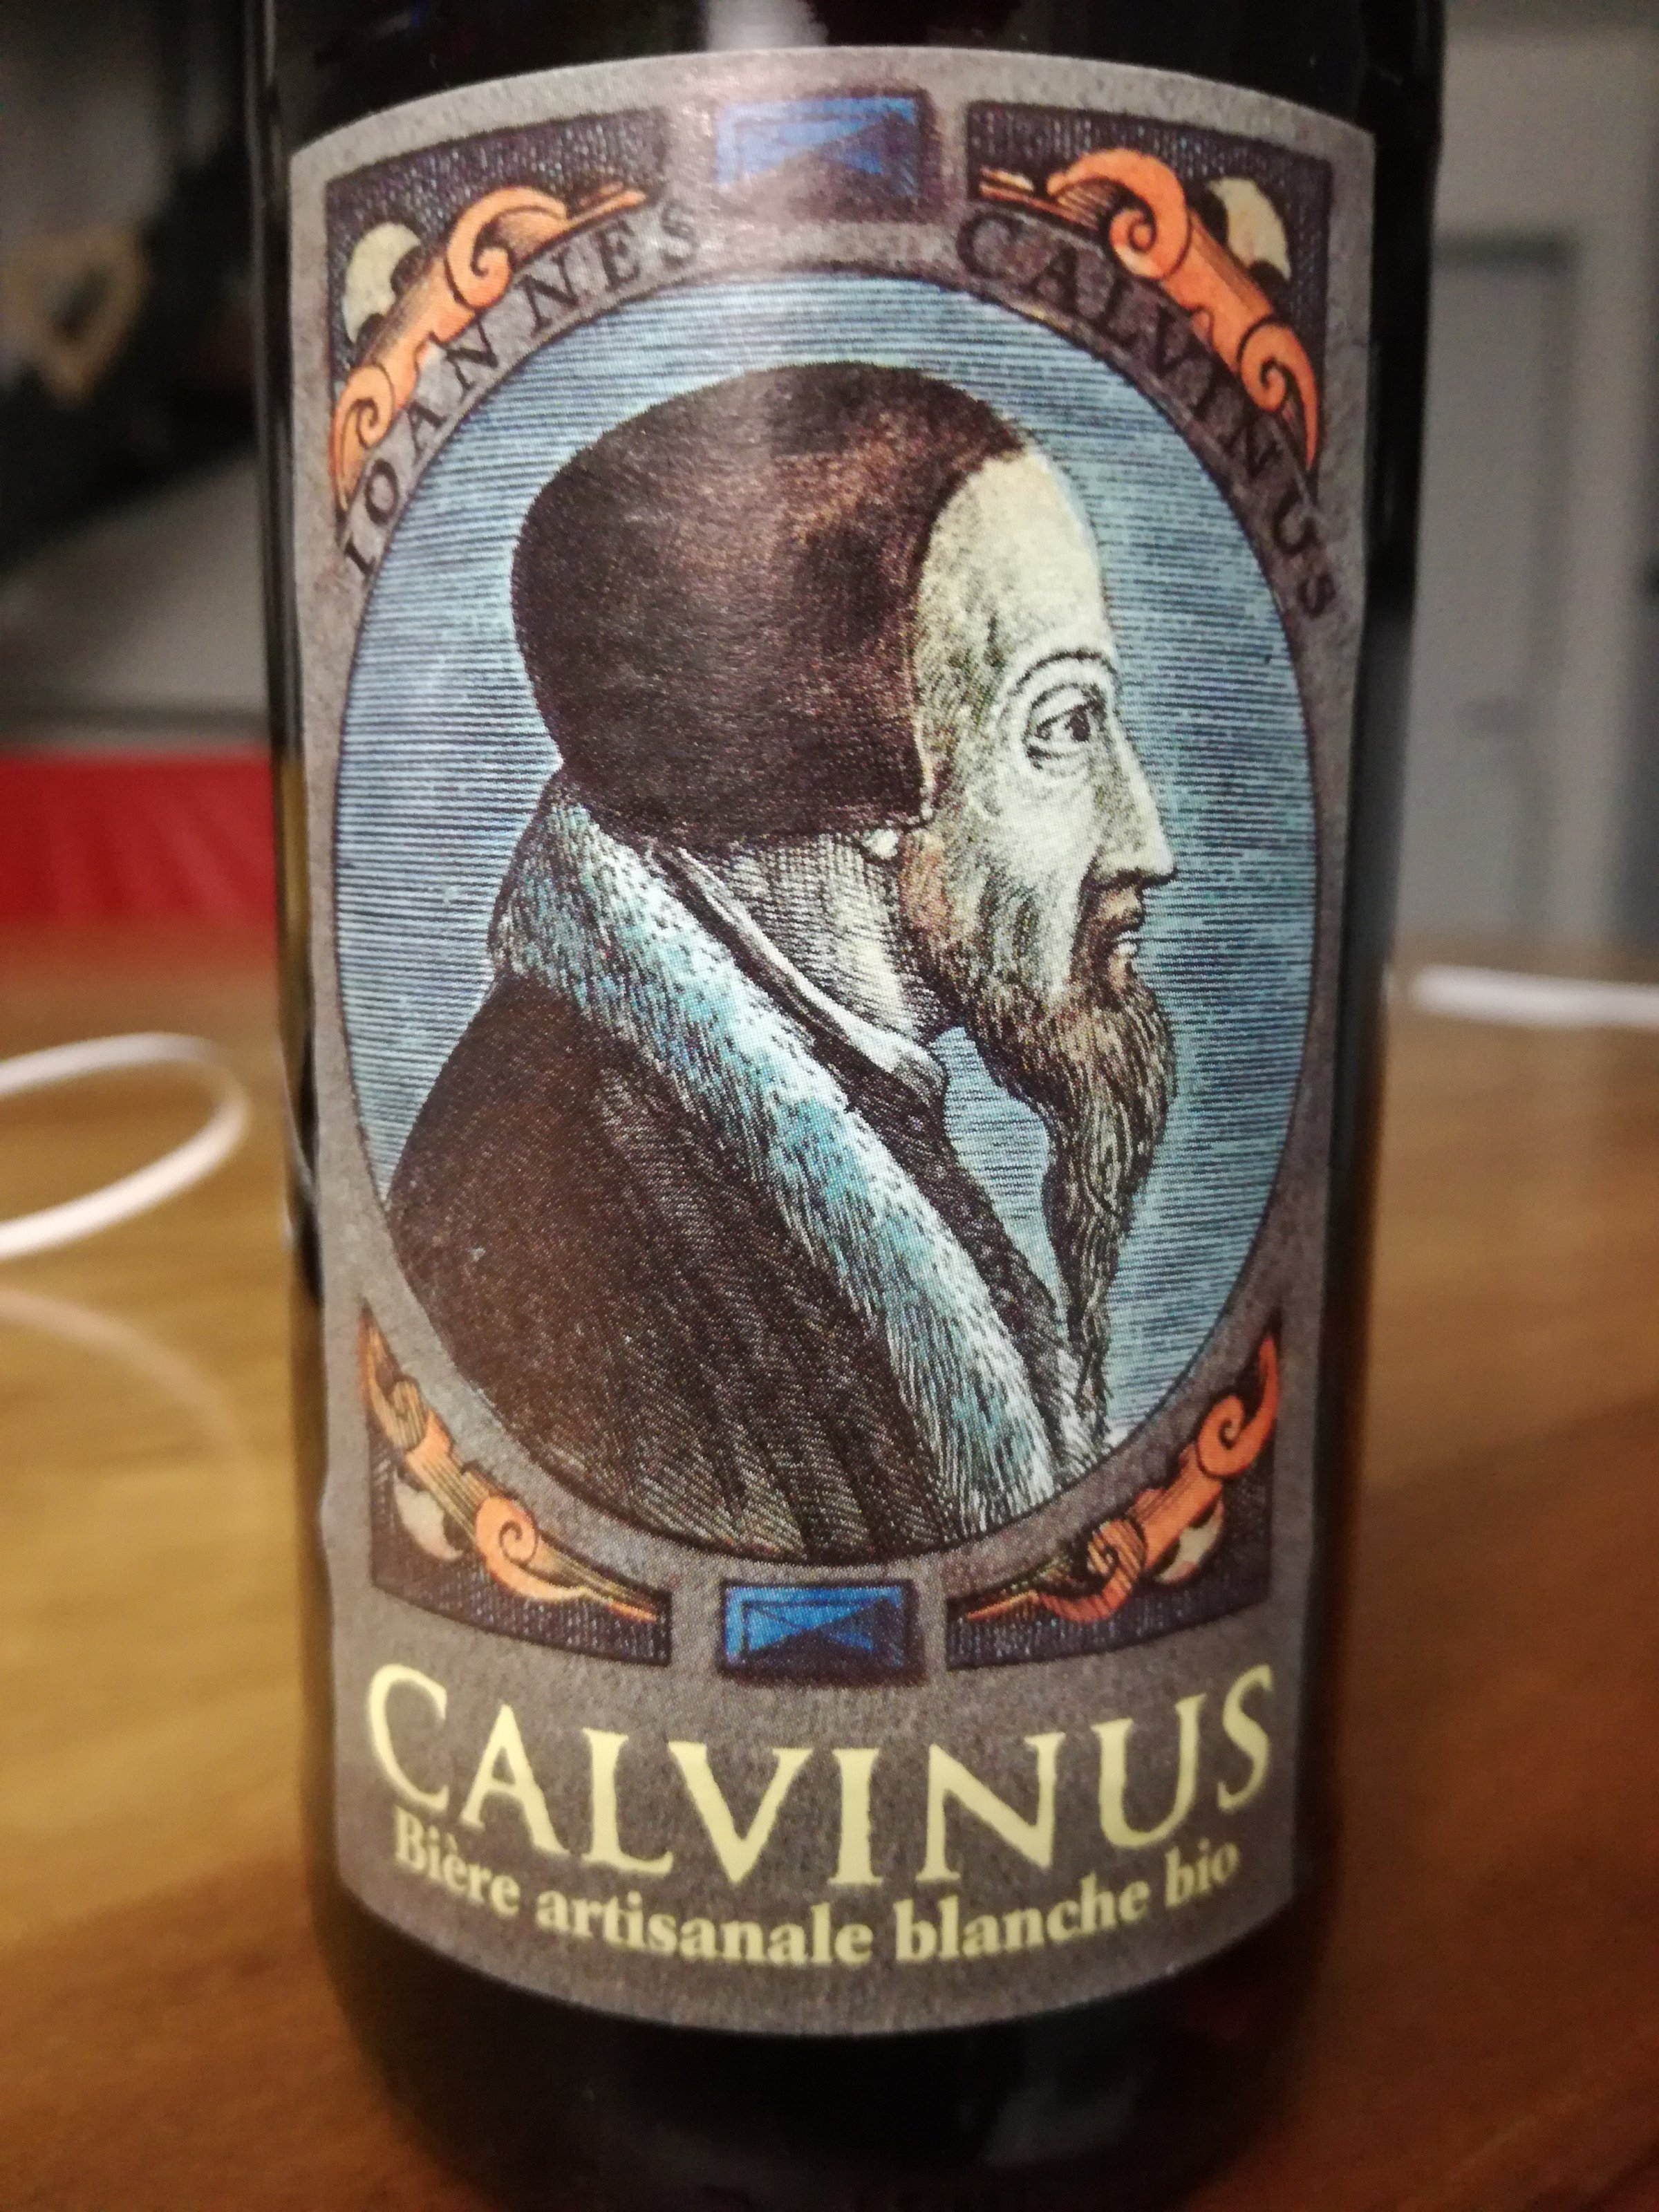 IOANNES CALVINUS
CALVINUS
Bière artisanale blanche bio